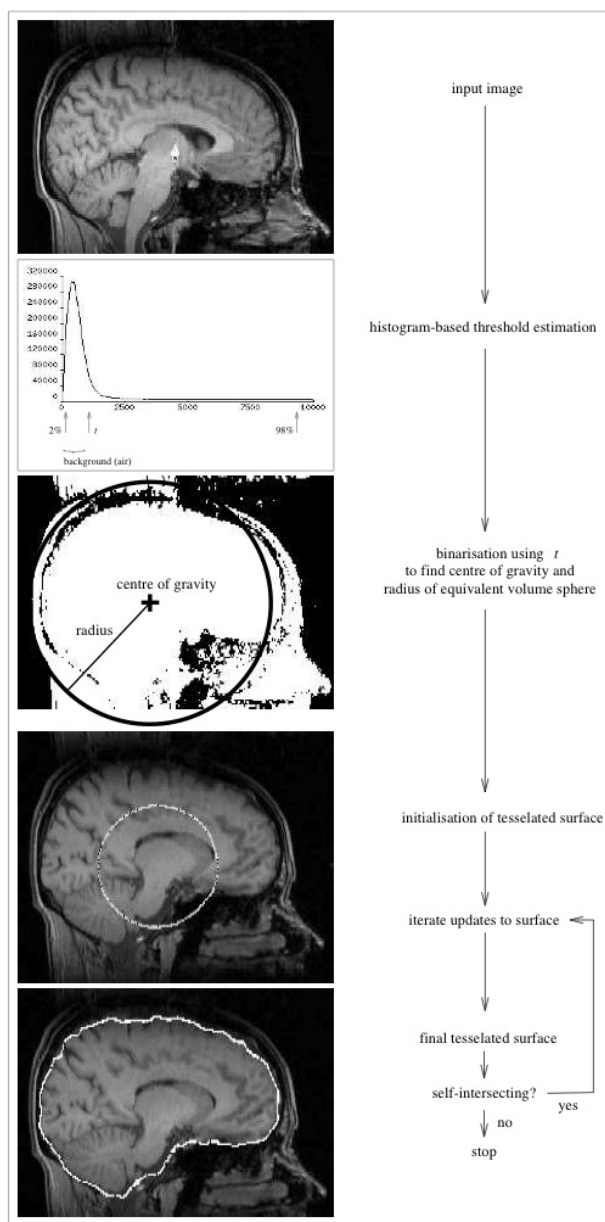 input image
320000
280000
240000
200000
160000
120000
80000
40000
0
0 2500 5000 7500 10000
2% t 98%
background (air)
histogram-based threshold estimation
centre of gravity
radius
binarisation using t
to find centre of gravity and
radius of equivalent volume sphere
initialisation of tesselated surface
iterate updates to surface
final tesselated surface
self-intersecting?
yes
no
stop